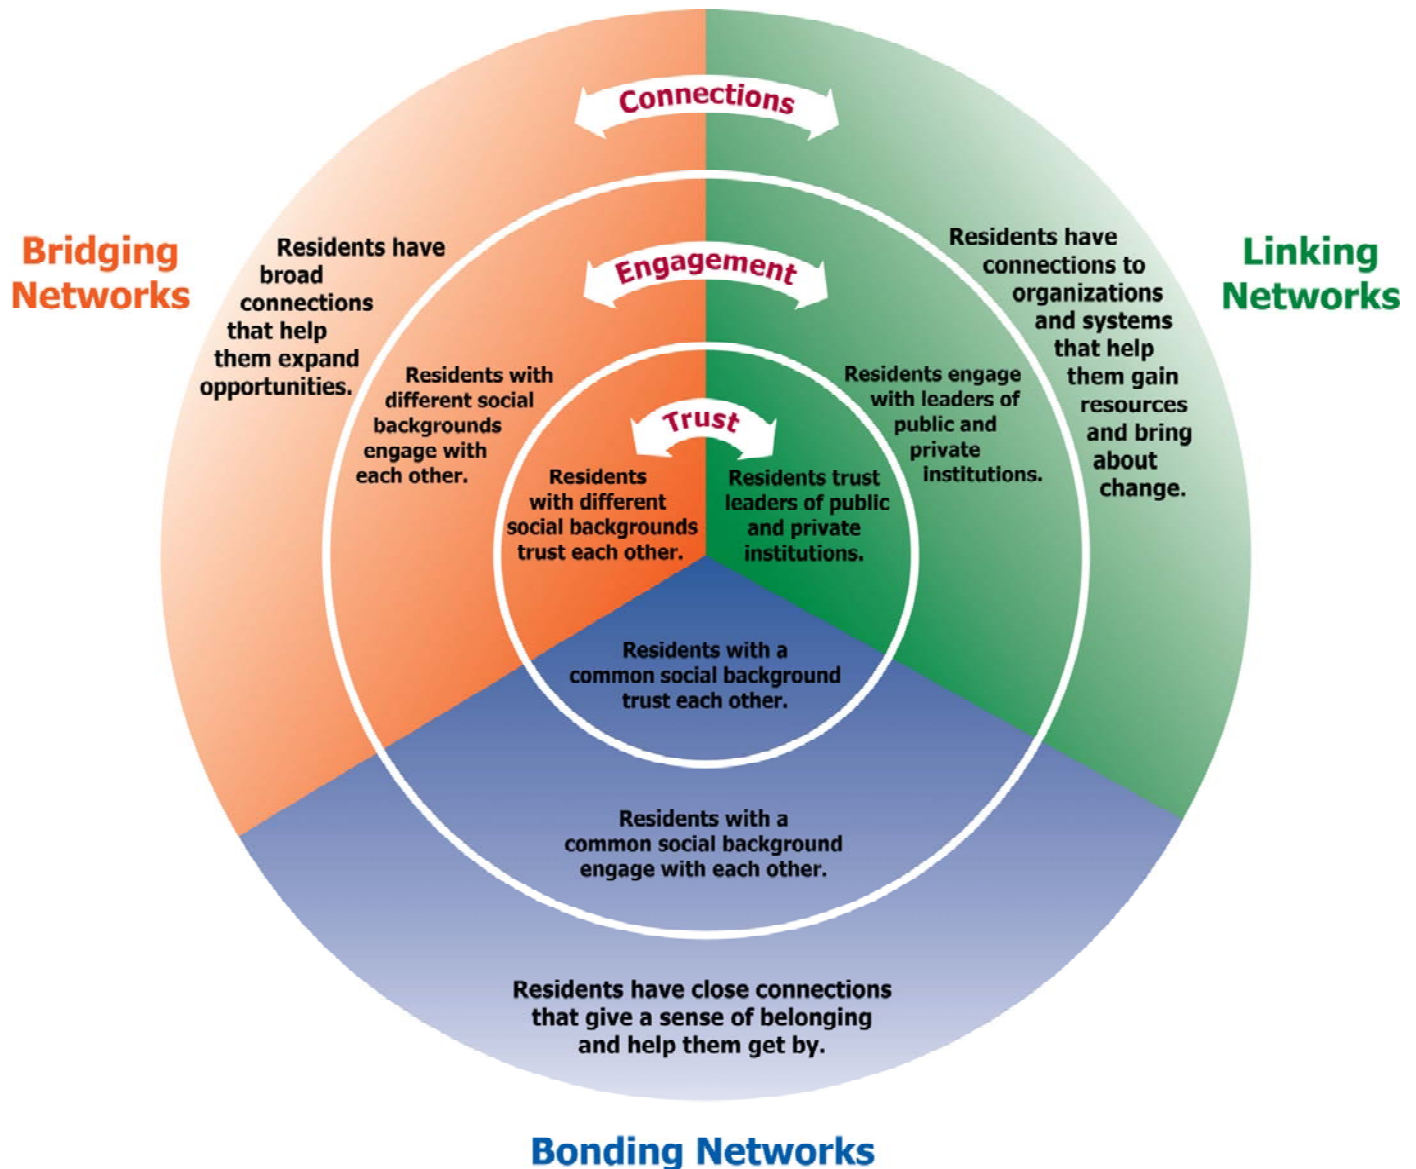 Connections
Bridging
Networks
Residents have
broad
connections
that help
them expand
opportunities.
Engagement
Residents have
connections to
organizations
and systems
that help
them gain
resources
and bring
about
change.
Linking
Networks
Residents with
different social
backgrounds
engage with
each other.
Residents engage
with leaders of
public and
private
institutions.
Trust
Residents
with different
social backgrounds
trust each other.
Residents trust
leaders of public
and private
institutions.
Residents with a
common social background
trust each other.
Residents with a
common social background
engage with each other.
Residents have close connections
that give a sense of belonging
and help them get by.
Bonding Networks